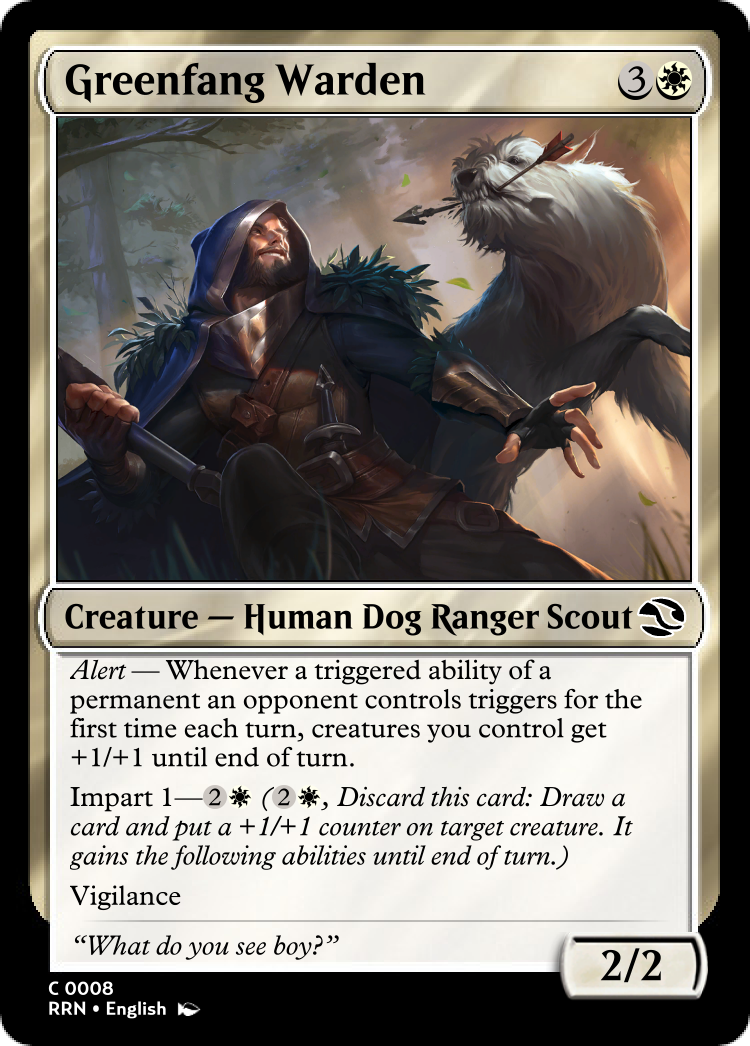 Greenfang Warden 3
Creature — Human Dog Ranger Scout
Alert — Whenever a triggered ability of a
permanent an opponent controls triggers for the
first time each turn, creatures you control get
+1/+1 until end of turn.
Impart 1—2 (2, Discard this card: Draw a
card and put a +1/+1 counter on target creature. It
gains the following abilities until end of turn.)
Vigilance
“What do you see boy?”
2/2
C 0008
RRN • English